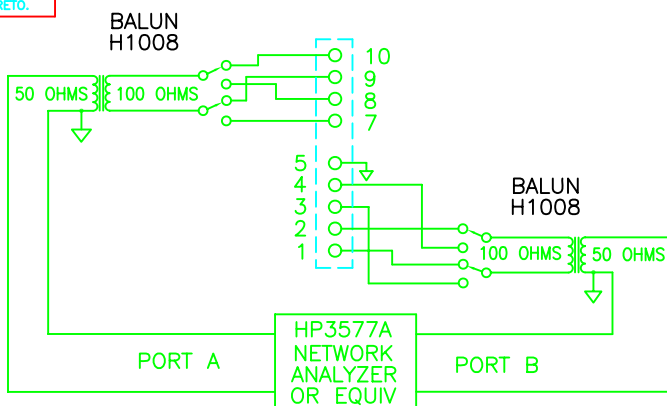 RETO.
BALUN
H1008
50 OHMS
100 OHMS
10
9
8
7
5
4
3
2
1
BALUN
H1008
100 OHMS
50 OHMS
PORT A
HP3577A
NETWORK
ANALYZER
OR EQUIV
PORT B